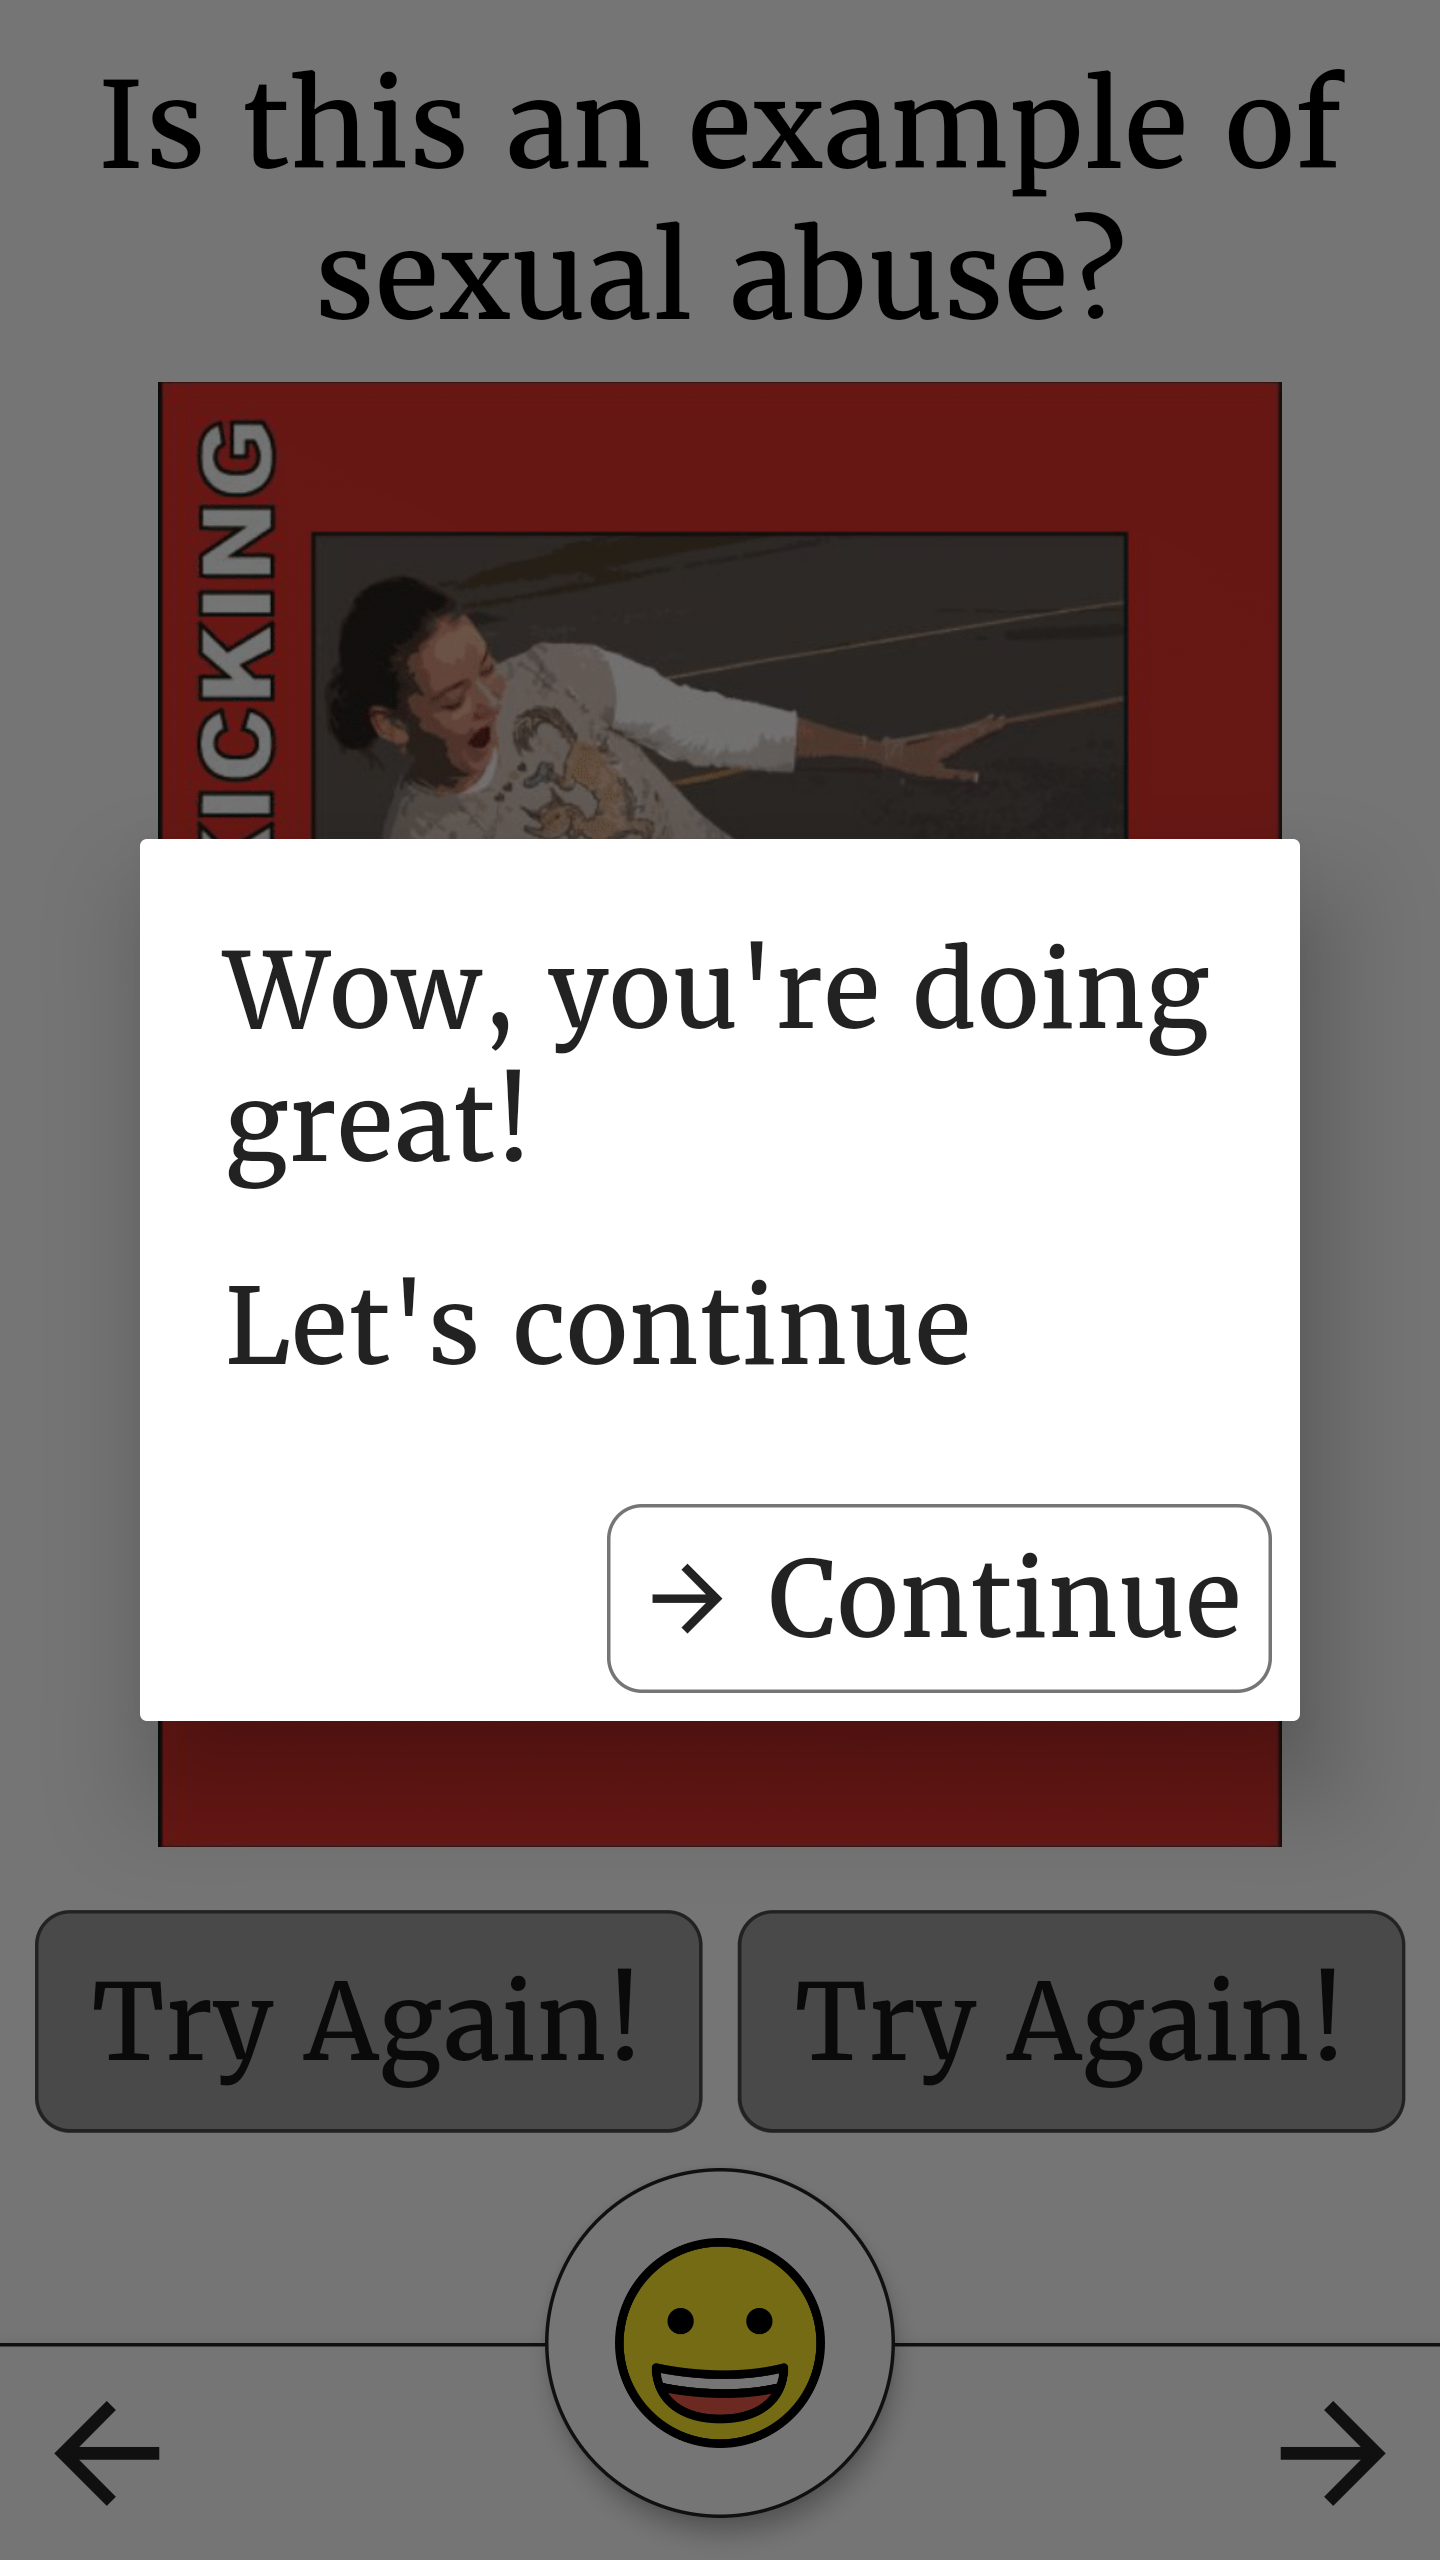 Is this an example of
sexual abuse?
KICKING
Wow, you're doing
great!
Let's continue
Continue
Try Again!
Try Again!